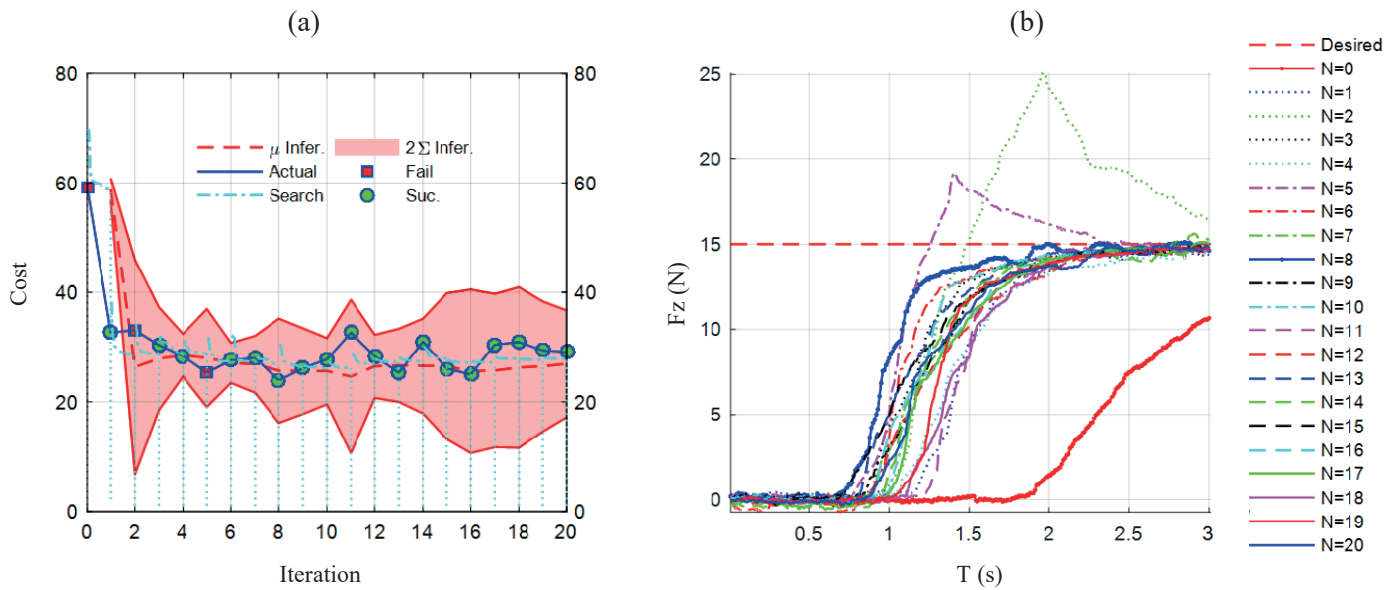 (a)
80
60
40
20
0
80
60
40
20
0
0 2 4 6 8 10 12 14 16 18 20
Cost
Iteration
μ Infer.
2 Σ Infer.
Actual
Fail
Search
Suc.
(b)
25
20
15
10
5
0
0.5 1 1.5 2 2.5 3
Fz (N)
T (s)
Desired
N=0
N=1
N=2
N=3
N=4
N=5
N=6
N=7
N=8
N=9
N=10
N=11
N=12
N=13
N=14
N=15
N=16
N=17
N=18
N=19
N=20